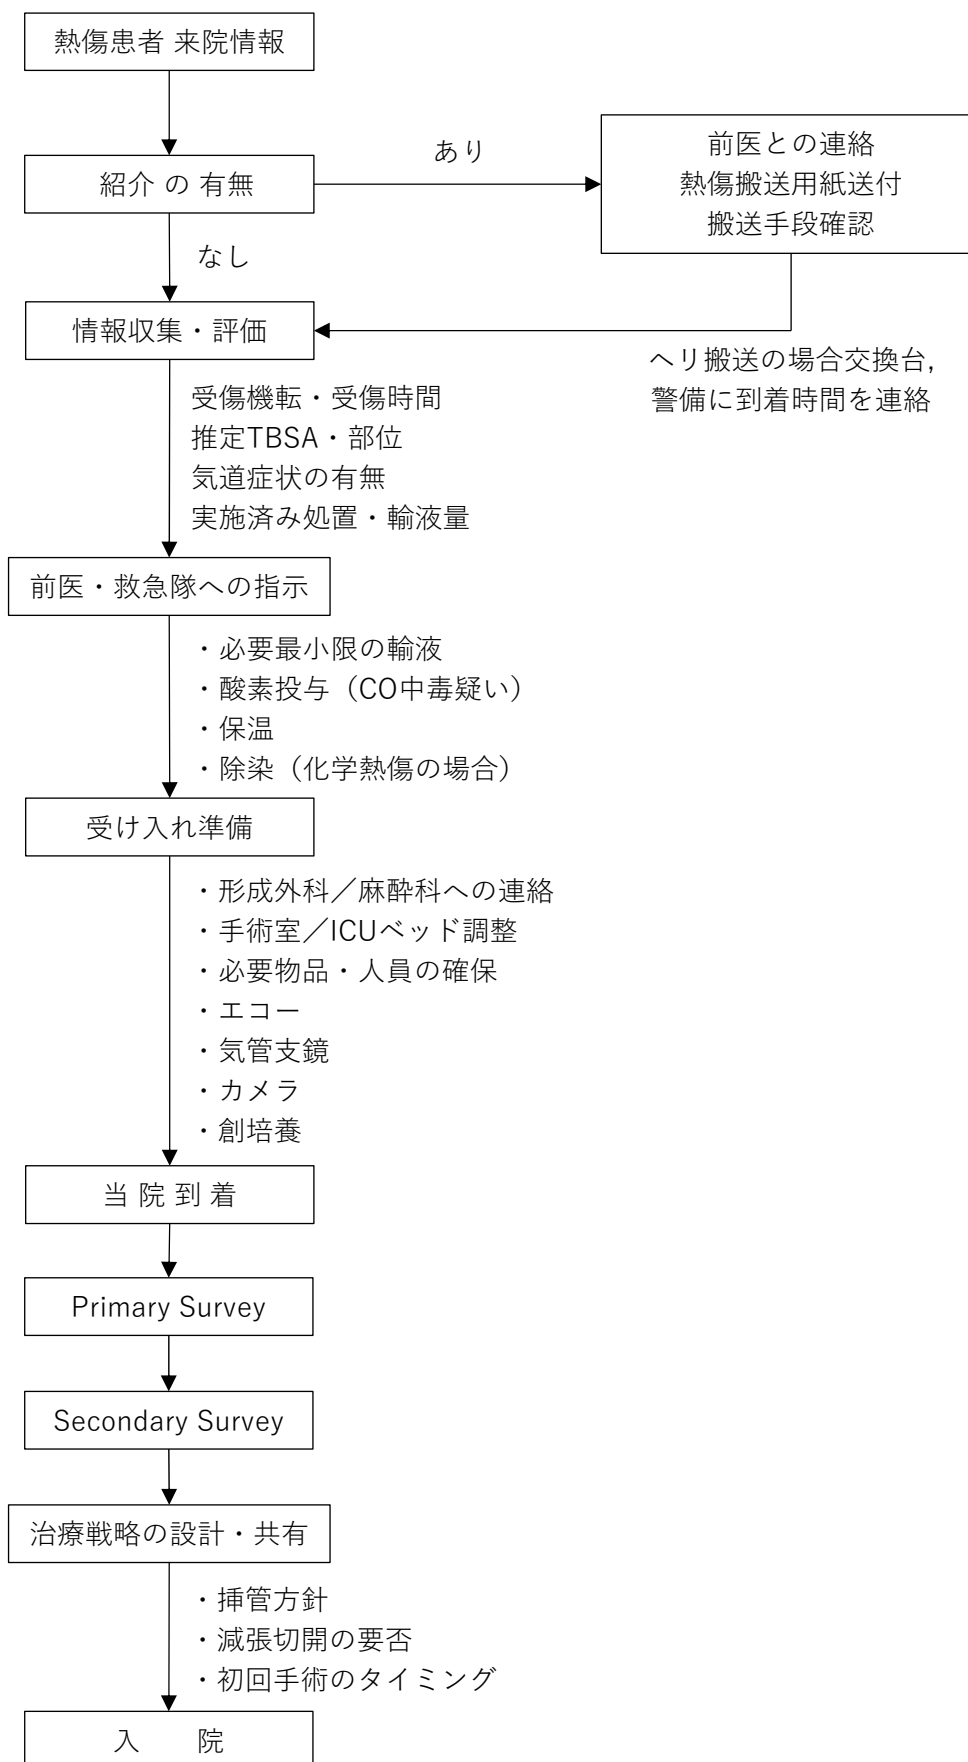 熱傷患者 来院情報
紹介 の 有無
あり
前医との連絡
熱傷搬送用紙送付
搬送手段確認
なし
情報収集・評価
ヘリ搬送の場合交換台,
警備に到着時間を連絡
受傷機転・受傷時間
推定TBSA・部位
気道症状の有無
実施済み処置・輸液量
前医・救急隊への指示
・必要最小限の輸液
・酸素投与（CO中毒疑い）
・保温
・除染（化学熱傷の場合）
受け入れ準備
・形成外科／麻酔科への連絡
・手術室／ICUベッド調整
・必要物品・人員の確保
・エコー
・気管支鏡
・カメラ
・創培養
当 院 到 着
Primary Survey
Secondary Survey
治療戦略の設計・共有
・挿管方針
・減張切開の要否
・初回手術のタイミング
入　　院